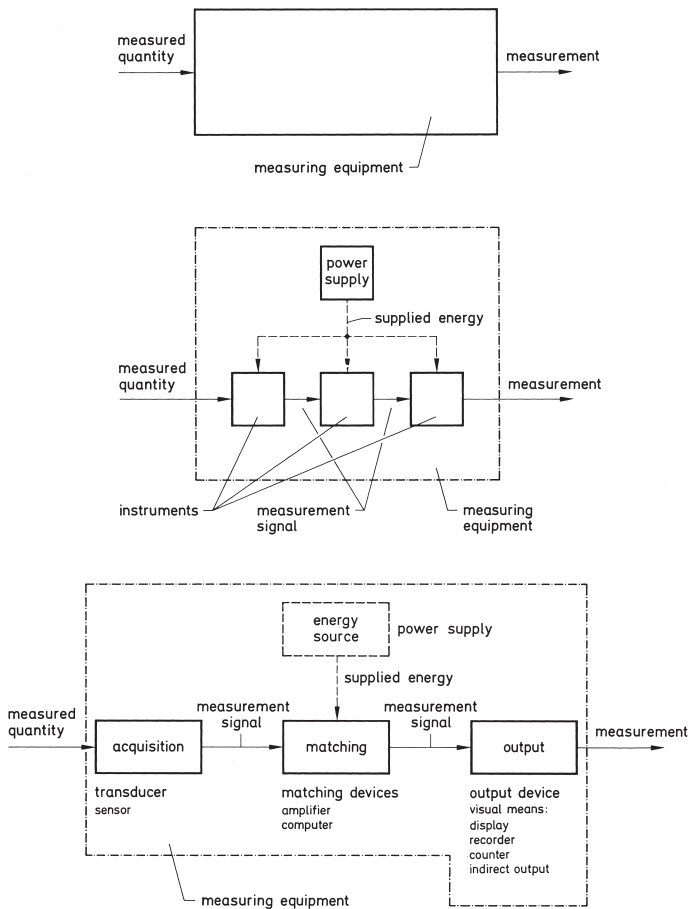 measured
quantity
measurement
measuring equipment
power
supply
supplied energy
measured
quantity
measurement
instruments
measurement
signal
measuring
equipment
energy
source
power supply
supplied energy
measured
quantity
measurement
signal
measurement
signal
measurement
acquisition
matching
output
transducer
sensor
matching devices
amplifier
computer
output device
visual means:
display
recorder
counter
indirect output
measuring equipment